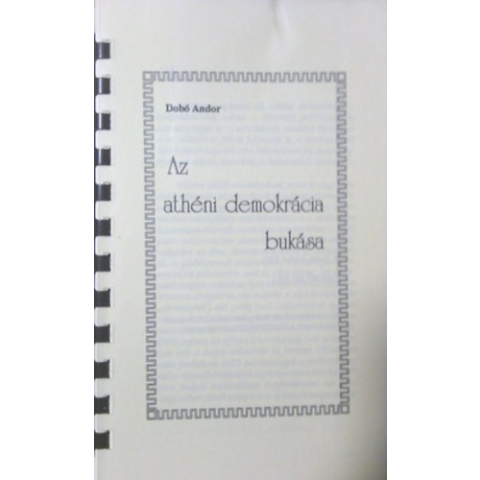 Dobó Andor
Az
athéni demokrácia
bukása